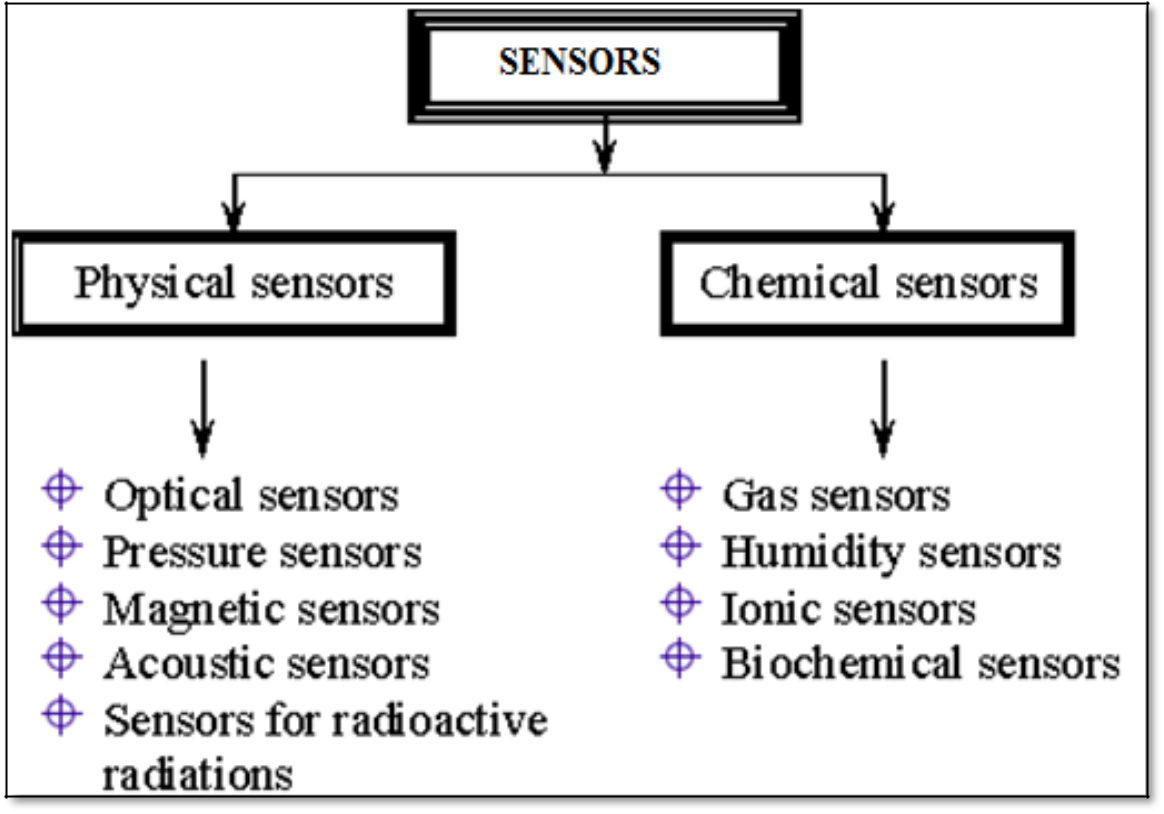 SENSORS
Physical sensors
Chemical sensors
Optical sensors
Pressure sensors
Magnetic sensors
Acoustic sensors
Sensors for radioactive
radiations
Gas sensors
Humidity sensors
Ionic sensors
Biochemical sensors